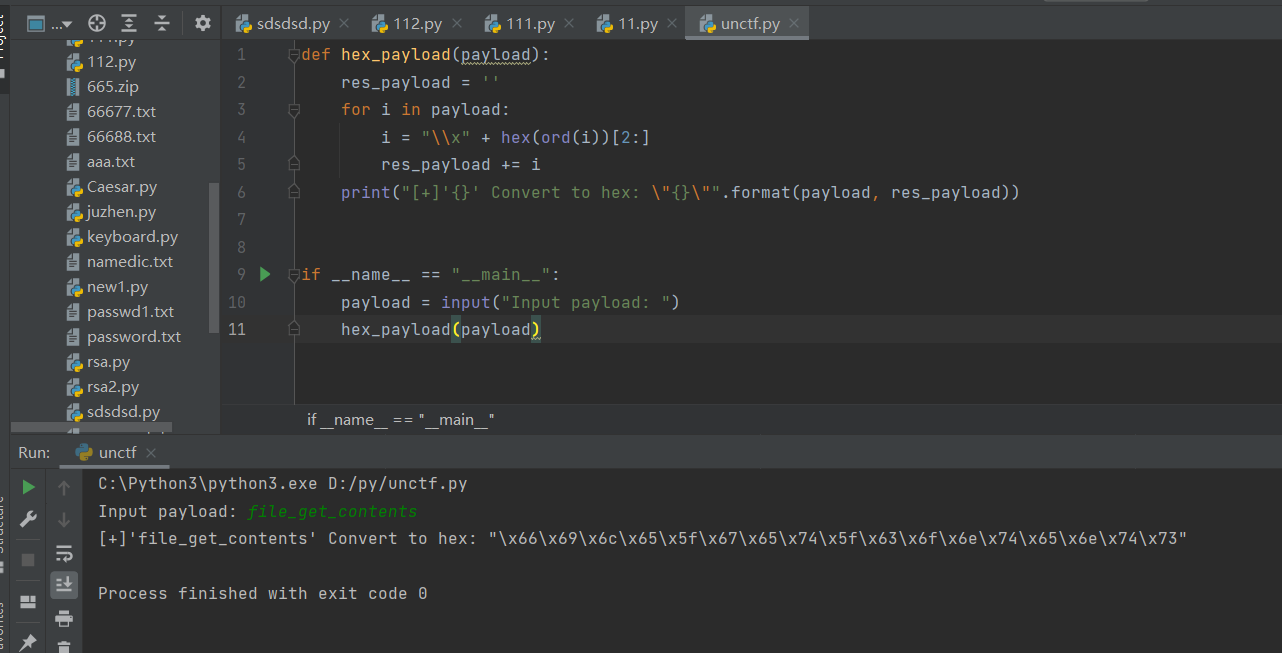 ...
sdsdsd.py
112.py
111.py
11.py
unctf.py
112.py
665.zip
66677.txt
66688.txt
aaa.txt
Caesar.py
juzhen.py
keyboard.py
namedic.txt
new1.py
passwd1.txt
password.txt
rsa.py
rsa2.py
sdsdsd.py
1 def hex_payload(payload):
2 res_payload = ''
3 for i in payload:
4 i = "\\x" + hex(ord(i))[2:]
5 res_payload += i
6 print("[+]'{}' Convert to hex: \"{}\"".format(payload, res_payload))
7
8
9 if __name__ == "__main__":
10 payload = input("Input payload: ")
11 hex_payload(payload)
if __name__ == "__main__"
Run: unctf
C:\Python3\python3.exe D:/py/unctf.py
Input payload: file_get_contents
[+]'file_get_contents' Convert to hex: "\x66\x69\x6c\x65\x5f\x67\x65\x74\x5f\x63\x6f\x6e\x74\x65\x6e\x74\x73"
Process finished with exit code 0